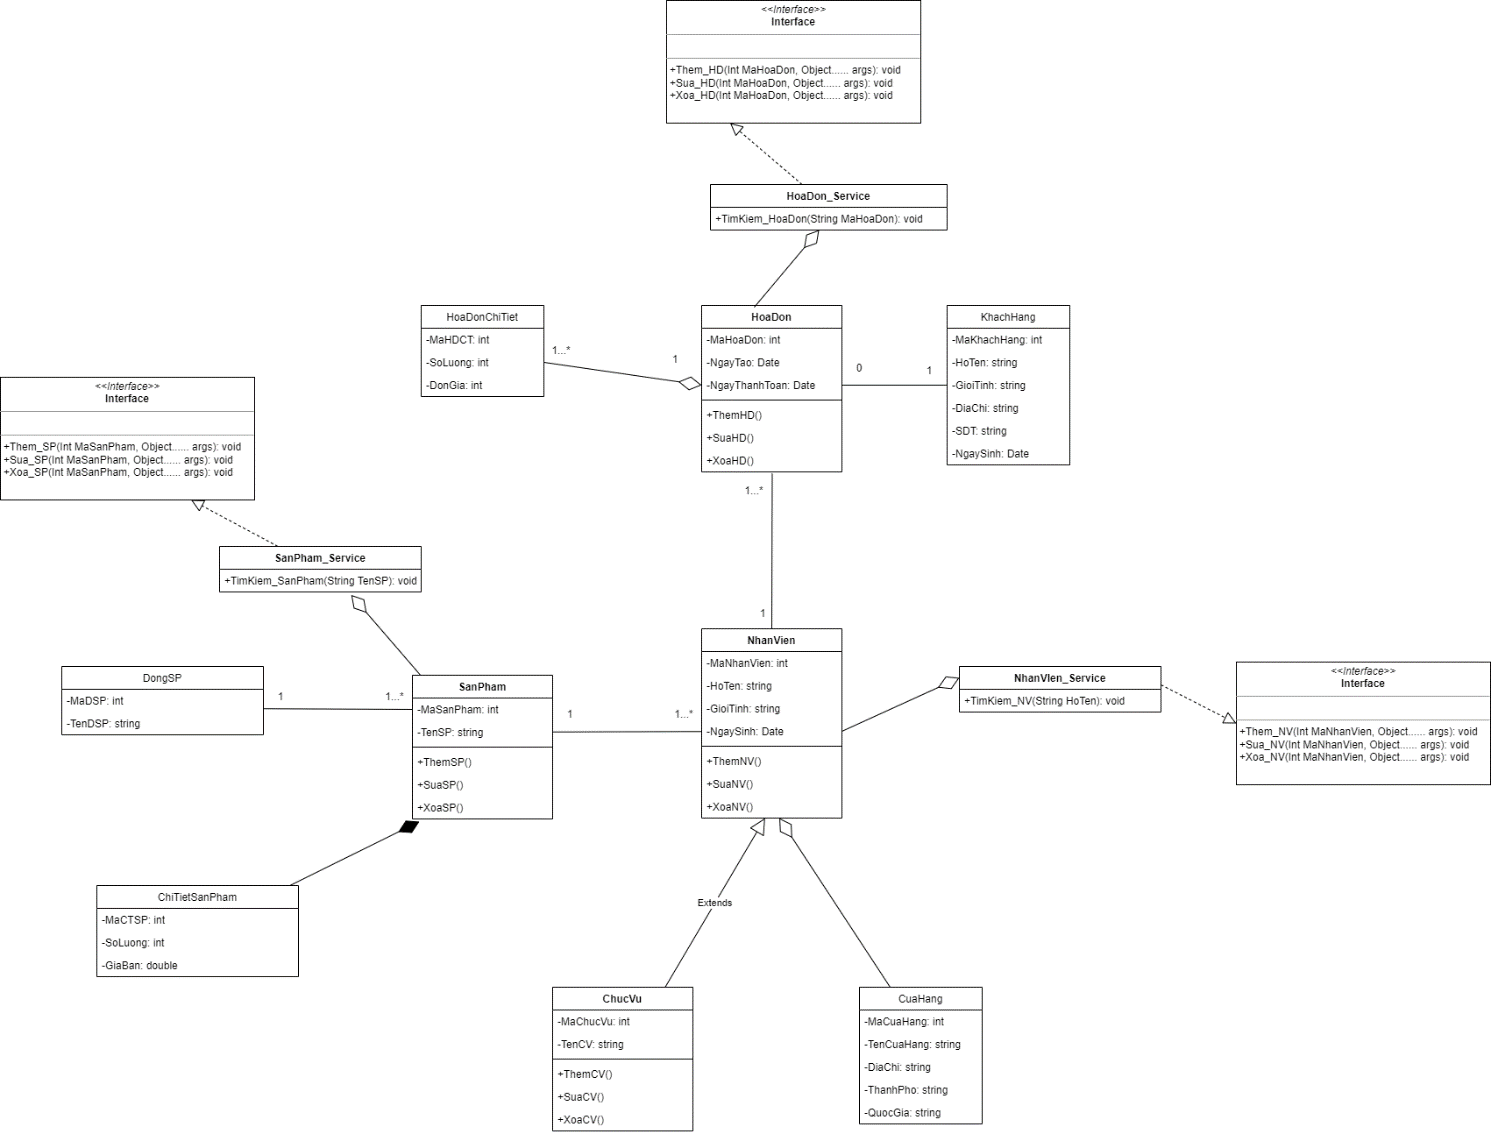 <<Interface>>
Interface
+Them_HD(Int MaHoaDon, Object...... args): void
+Sua_HD(Int MaHoaDon, Object...... args): void
+Xoa_HD(Int MaHoaDon, Object...... args): void
HoaDon_Service
+TimKiem_HoaDon(String MaHoaDon): void
HoaDonChiTiet
-MaHDCT: int
-SoLuong: int
-DonGia: int
1...*
1
HoaDon
-MaHoaDon: int
-NgayTao: Date
-NgayThanhToan: Date
+ThemHD()
+SuaHD()
+XoaHD()
0
1
KhachHang
-MaKhachHang: int
-HoTen: string
-GioiTinh: string
-DiaChi: string
-SDT: string
-NgaySinh: Date
<<Interface>>
Interface
+Them_SP(Int MaSanPham, Object...... args): void
+Sua_SP(Int MaSanPham, Object...... args): void
+Xoa_SP(Int MaSanPham, Object...... args): void
SanPham_Service
+TimKiem_SanPham(String TenSP): void
1...*
1
DongSP
-MaDSP: int
-TenDSP: string
1
1...*
SanPham
-MaSanPham: int
-TenSP: string
+ThemSP()
+SuaSP()
+XoaSP()
1
1...*
NhanVien
-MaNhanVien: int
-HoTen: string
-GioiTinh: string
-NgaySinh: Date
+ThemNV()
+SuaNV()
+XoaNV()
NhanVIen_Service
+TimKiem_NV(String HoTen): void
<<Interface>>
Interface
+Them_NV(Int MaNhanVien, Object...... args): void
+Sua_NV(Int MaNhanVien, Object...... args): void
+Xoa_NV(Int MaNhanVien, Object...... args): void
ChiTietSanPham
-MaCTSP: int
-SoLuong: int
-GiaBan: double
Extends
ChucVu
-MaChucVu: int
-TenCV: string
+ThemCV()
+SuaCV()
+XoaCV()
CuaHang
-MaCuaHang: int
-TenCuaHang: string
-DiaChi: string
-ThanhPho: string
-QuocGia: string